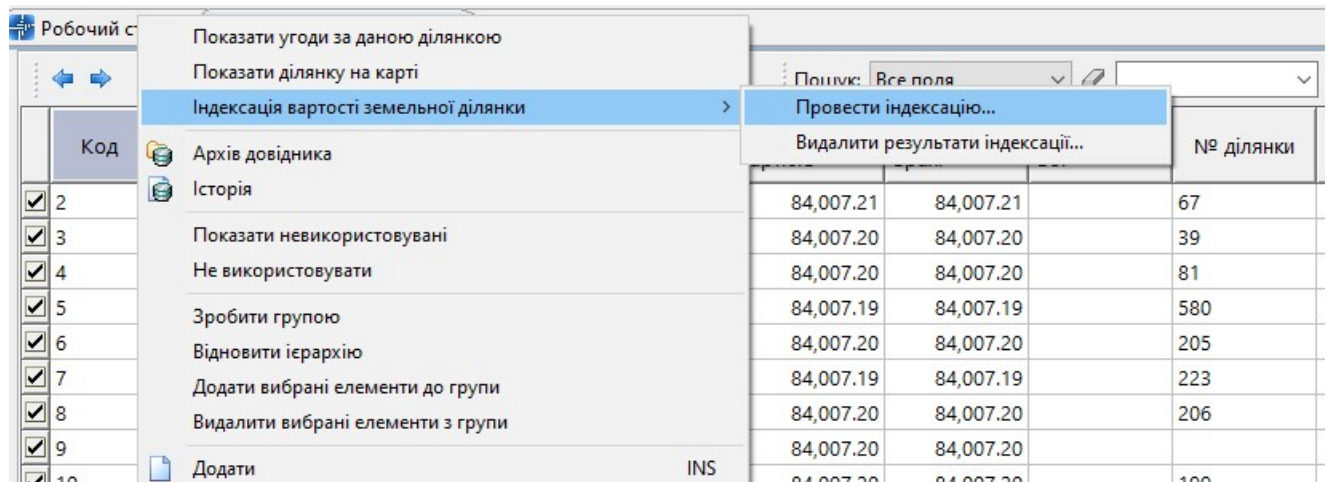 Робочий с
Показати угоди за даною ділянкою
Показати ділянку на карті
Пошук: Все поля
Індексація вартості земельної ділянки
Провести індексацію...
Видалити результати індексації...
Код
№ ділянки
Архів довідника
Історія
Показати невикористовувані
Не використовувати
Зробити групою
Відновити ієрархію
Додати вибрані елементи до групи
Видалити вибрані елементи з групи
Додати INS
2 84,007.21 84,007.21 67
3 84,007.20 84,007.20 39
4 84,007.20 84,007.20 81
5 84,007.19 84,007.19 580
6 84,007.20 84,007.20 205
7 84,007.19 84,007.19 223
8 84,007.20 84,007.20 206
9 84,007.20 84,007.20